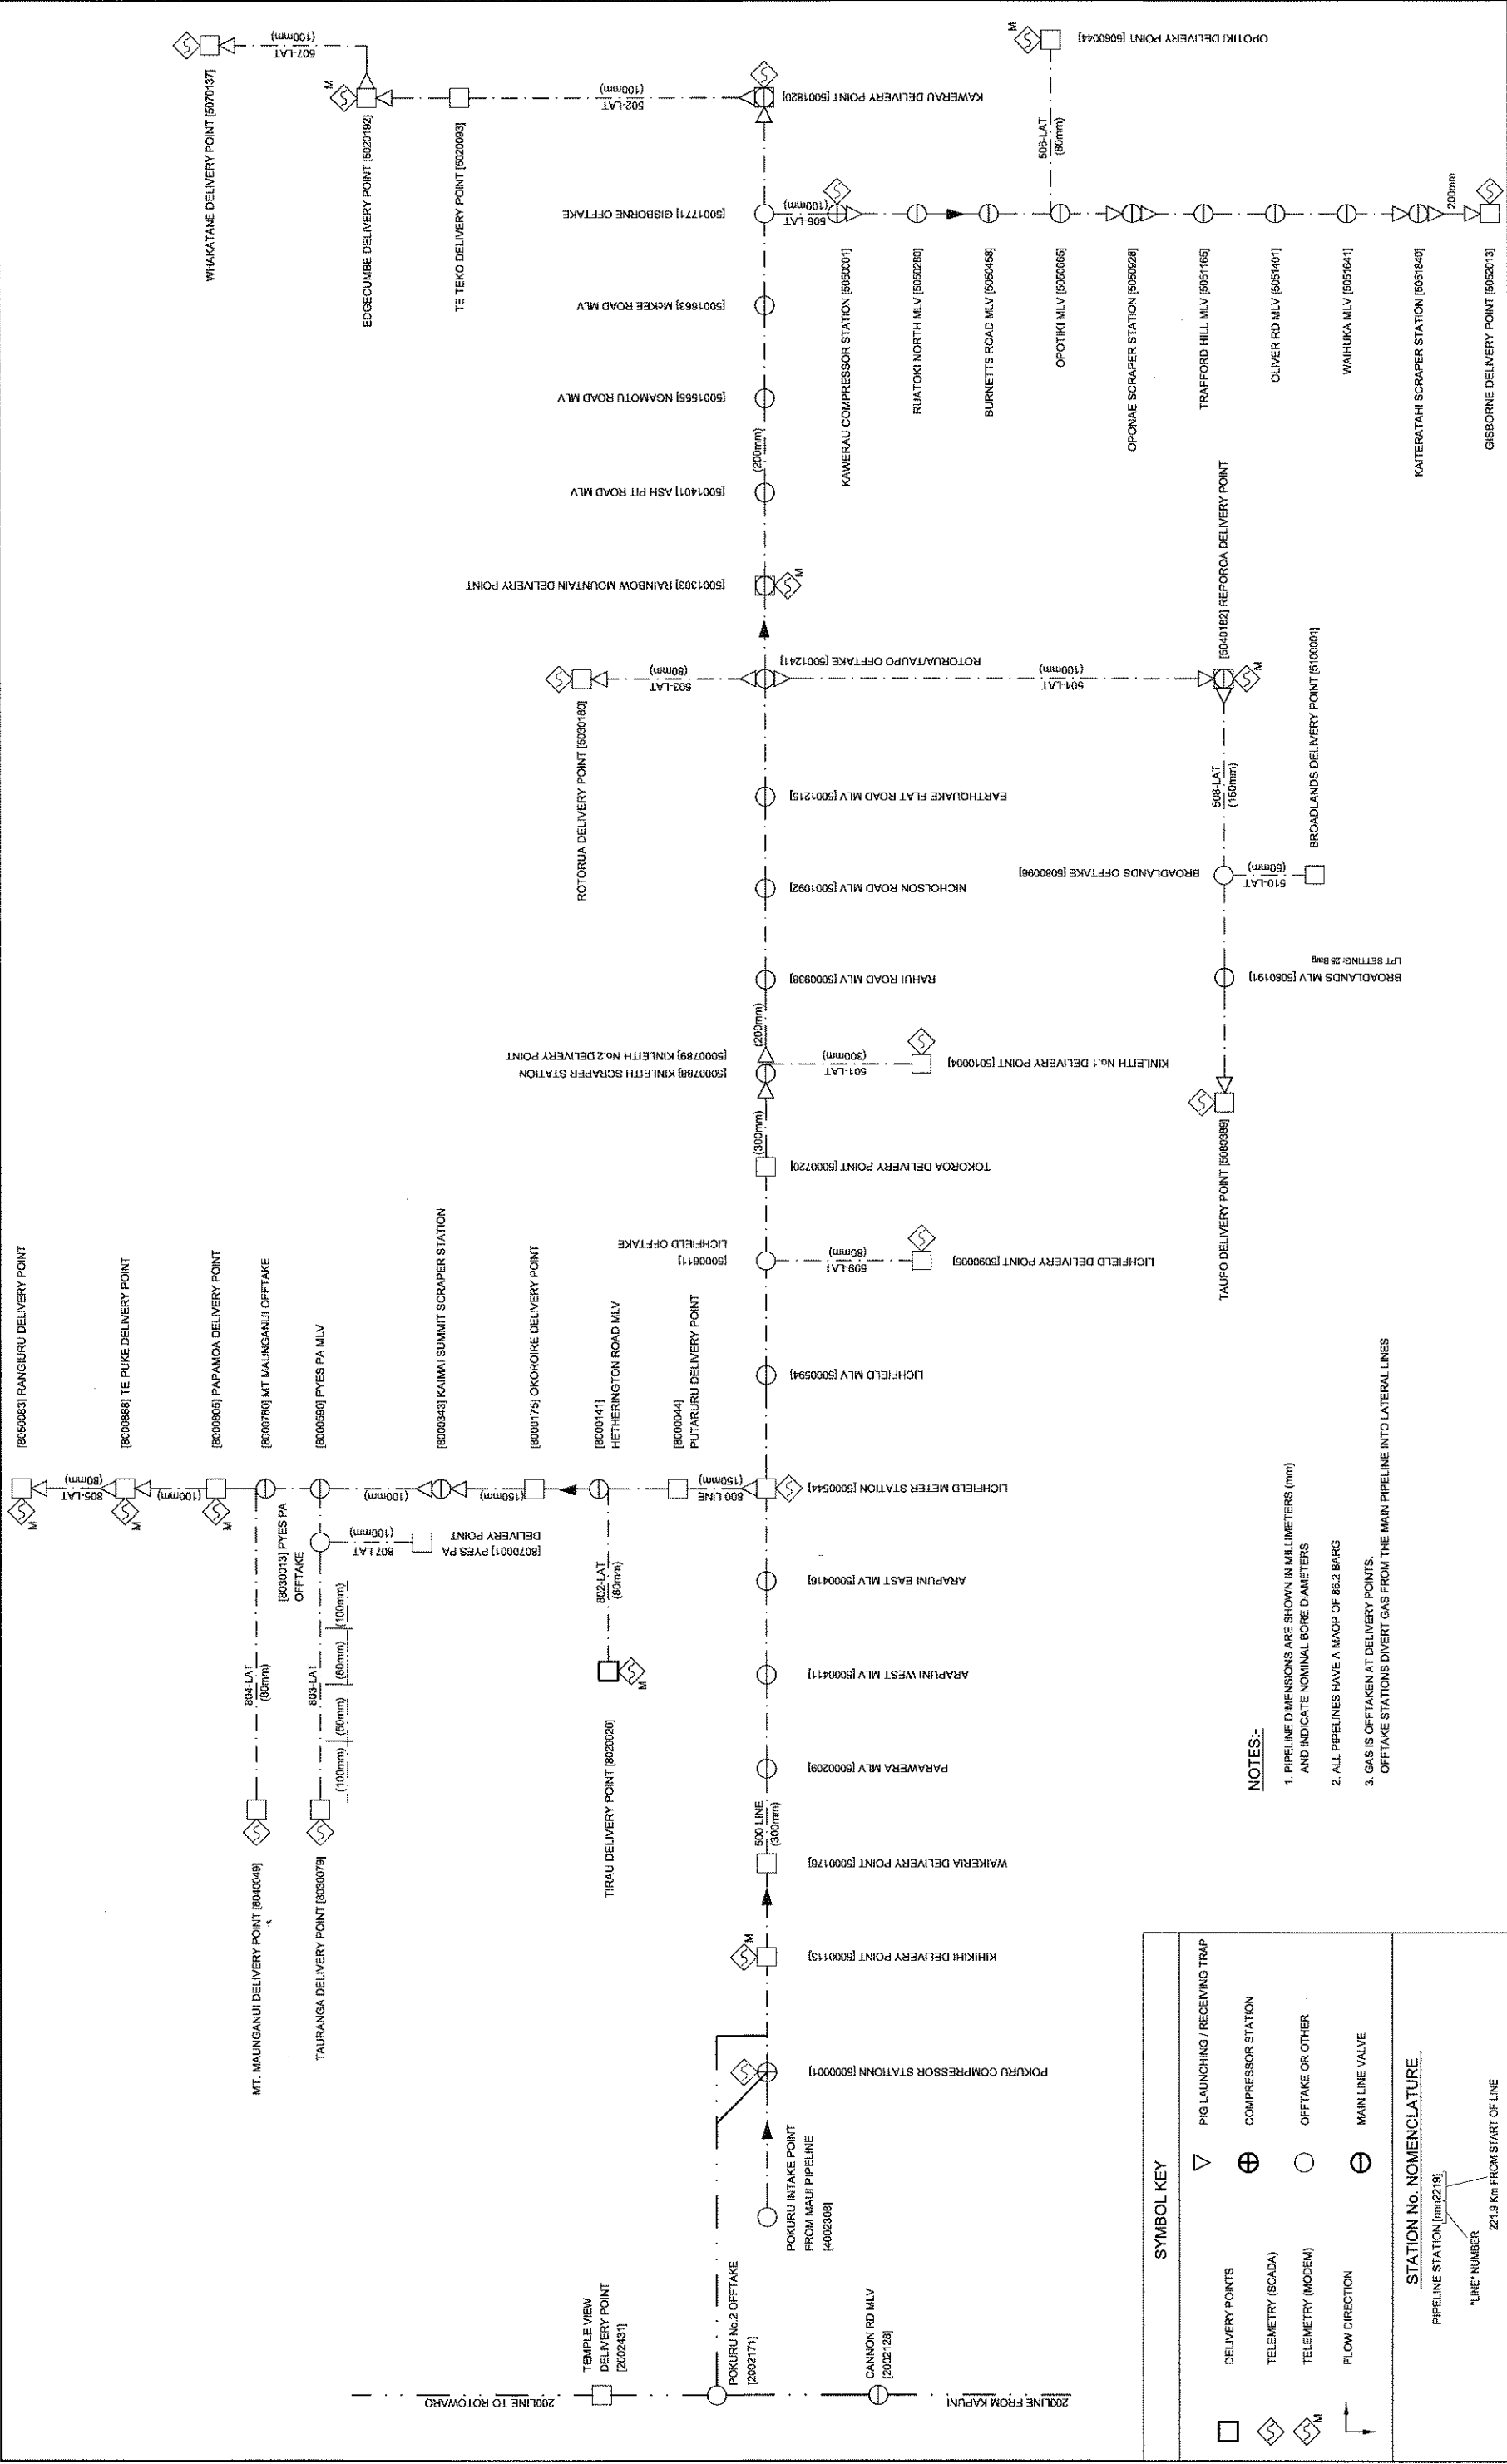 WHAKATANE DELIVERY POINT [5070137]
507-LAT
(100mm)
EDGECUMBE DELIVERY POINT [5020192]
M
TE TEKO DELIVERY POINT [5020093]
502-LAT
(100mm)
KAWERAU DELIVERY POINT [5001820]
OPOTIKI DELIVERY POINT [5060044]
M
506-LAT
(80mm)
[5001771] GISBORNE OFFTAKE
505-LAT
(100mm)
[5001663] McKEE ROAD MLV
[5001555] NGAMOTU ROAD MLV
(200mm)
[5001401] ASH PIT ROAD MLV
[5001303] RAINBOW MOUNTAIN DELIVERY POINT
M
KAWERAU COMPRESSOR STATION [5050001]
RUATOKI NORTH MLV [5050280]
BURNETTS ROAD MLV [5050458]
OPOTIKI MLV [5050665]
OPONAE SCRAPER STATION [5050928]
TRAFFORD HILL MLV [5051165]
OLIVER RD MLV [5051401]
WAIHUKA MLV [5051641]
KAITERATAHI SCRAPER STATION [5051840]
200mm
GISBORNE DELIVERY POINT [5052013]
ROTORUA/TAUPO OFFTAKE [5001241]
503-LAT
(80mm)
ROTORUA DELIVERY POINT [5030180]
504-LAT
(100mm)
[5040182] REPOROA DELIVERY POINT
M
508-LAT
(150mm)
BROADLANDS DELIVERY POINT [5100001]
510-LAT
(50mm)
BROADLANDS OFFTAKE [5080096]
BROADLANDS MLV [5080191]
LPT SETTING: 25 Barg
TAUPO DELIVERY POINT [5080389]
EARTHQUAKE FLAT ROAD MLV [5001215]
NICHOLSON ROAD MLV [5001092]
RAHUI ROAD MLV [5000938]
(200mm)
[5000789] KINLEITH No.2 DELIVERY POINT
[5000788] KINLEITH SCRAPER STATION
501-LAT
(300mm)
KINLEITH No.1 DELIVERY POINT [5010004]
(300mm)
TOKOROA DELIVERY POINT [5000720]
LICHFIELD OFFTAKE
[5000611]
509-LAT
(80mm)
LICHFIELD DELIVERY POINT [5090005]
LICHFIELD MLV [5000594]
LICHFIELD METER STATION [5000544]
800 LINE
(150mm)
[8000044]
PUTARURU DELIVERY POINT
[8000141]
HETHERINGTON ROAD MLV
[8000175] OKOROIRE DELIVERY POINT
(150mm)
[8000343] KAIMAI SUMMIT SCRAPER STATION
(100mm)
[8000590] PYES PA MLV
[8000780] MT MAUNGANUI OFFTAKE
[8000805] PAPAMOA DELIVERY POINT
M
(100mm)
[8000888] TE PUKE DELIVERY POINT
M
805-LAT
(80mm)
[8050083] RANGIURU DELIVERY POINT
M
[8030013] PYES PA
OFFTAKE
807 LAT
(100mm)
[8070001] PYES PA
DELIVERY POINT
802-LAT
(80mm)
TIRAU DELIVERY POINT [8020020]
M
804-LAT
(80mm)
803-LAT
(100mm) (50mm) (80mm) (100mm)
MT. MAUNGANUI DELIVERY POINT [8040049]
TAURANGA DELIVERY POINT [8030079]
ARAPUNI EAST MLV [5000416]
ARAPUNI WEST MLV [5000411]
PARAWERA MLV [5000209]
500 LINE
(300mm)
WAIKERIA DELIVERY POINT [5000176]
KIHIKIHI DELIVERY POINT [5000113]
M
POKURU COMPRESSOR STATIONN [5000001]
POKURU INTAKE POINT
FROM MAUI PIPELINE
[4002308]
TEMPLE VIEW
DELIVERY POINT
[2002431]
POKURU No.2 OFFTAKE
[2002171]
CANNON RD MLV
[2002128]
200LINE TO ROTOWARO
200LINE FROM KAPUNI
NOTES:-
1. PIPELINE DIMENSIONS ARE SHOWN IN MILLIMETERS (mm)
AND INDICATE NOMINAL BORE DIAMETERS
2. ALL PIPELINES HAVE A MAOP OF 86.2 BARG
3. GAS IS OFFTAKEN AT DELIVERY POINTS.
OFFTAKE STATIONS DIVERT GAS FROM THE MAIN PIPELINE INTO LATERAL LINES
SYMBOL KEY
DELIVERY POINTS
TELEMETRY (SCADA)
M
TELEMETRY (MODEM)
FLOW DIRECTION
PIG LAUNCHING / RECEIVING TRAP
COMPRESSOR STATION
OFFTAKE OR OTHER
MAIN LINE VALVE
STATION No. NOMENCLATURE
PIPELINE STATION [nnn2219]
"LINE" NUMBER
221.9 Km FROM START OF LINE